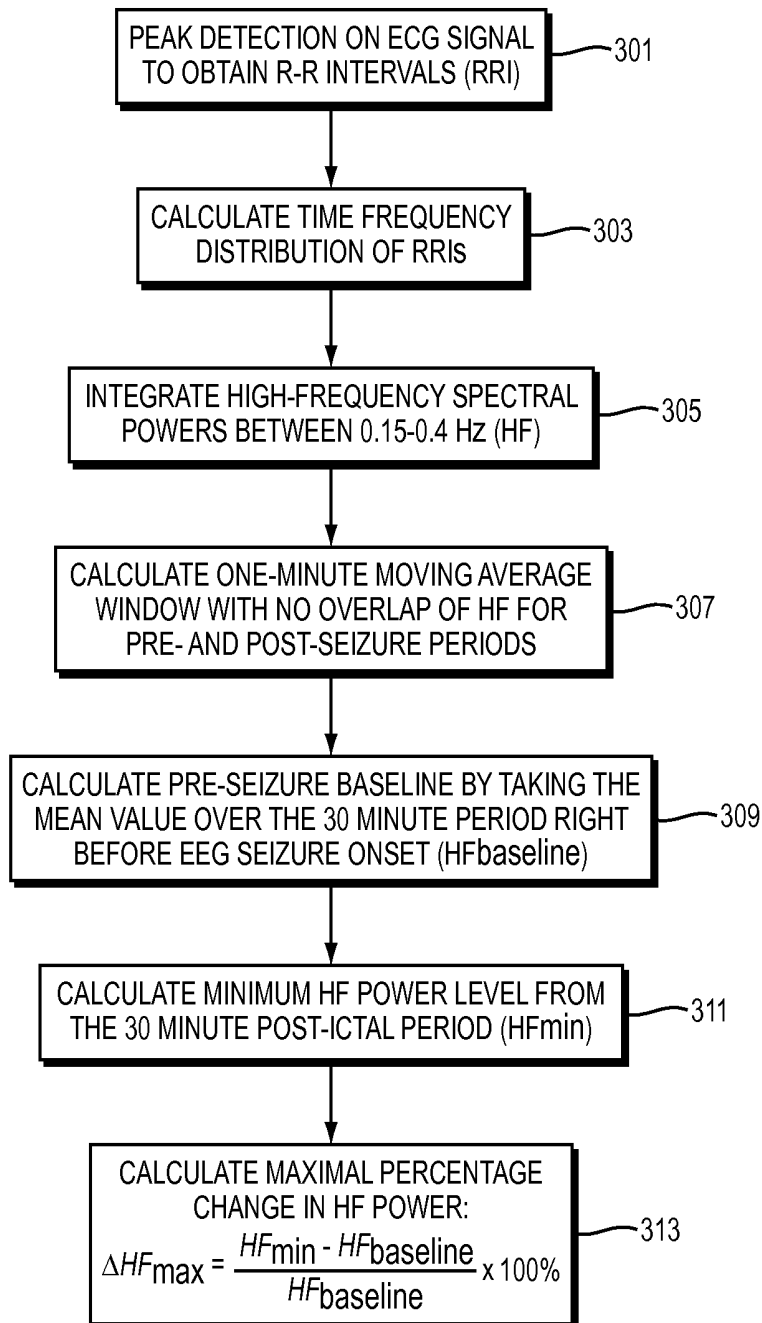 PEAK DETECTION ON ECG SIGNAL
TO OBTAIN R-R INTERVALS (RRI)
301
CALCULATE TIME FREQUENCY
DISTRIBUTION OF RRIs
303
INTEGRATE HIGH-FREQUENCY SPECTRAL
POWERS BETWEEN 0.15-0.4 Hz (HF)
305
CALCULATE ONE-MINUTE MOVING AVERAGE
WINDOW WITH NO OVERLAP OF HF FOR
PRE- AND POST-SEIZURE PERIODS
307
CALCULATE PRE-SEIZURE BASELINE BY TAKING THE
MEAN VALUE OVER THE 30 MINUTE PERIOD RIGHT
BEFORE EEG SEIZURE ONSET (HFbaseline)
309
CALCULATE MINIMUM HF POWER LEVEL FROM
THE 30 MINUTE POST-ICTAL PERIOD (HFmin)
311
CALCULATE MAXIMAL PERCENTAGE
CHANGE IN HF POWER:
ΔHFmax = HFmin - HFbaseline / HFbaseline x 100%
313